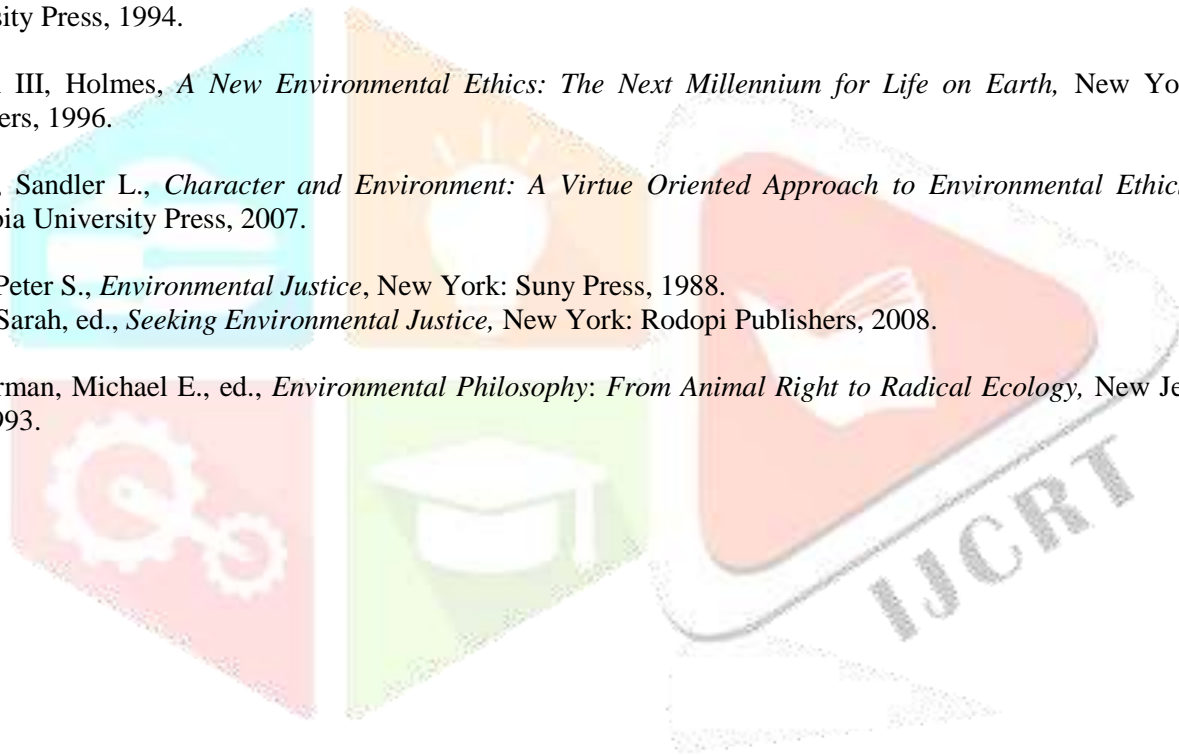 sity Press, 1994.
III, Holmes, A New Environmental Ethics: The Next Millennium for Life on Earth, New Yo
ers, 1996.
, Sandler L., Character and Environment: A Virtue Oriented Approach to Environmental Ethics
bia University Press, 2007.
Peter S., Environmental Justice, New York: Suny Press, 1988.
Sarah, ed., Seeking Environmental Justice, New York: Rodopi Publishers, 2008.
rman, Michael E., ed., Environmental Philosophy: From Animal Right to Radical Ecology, New Je
993.
IJCRT